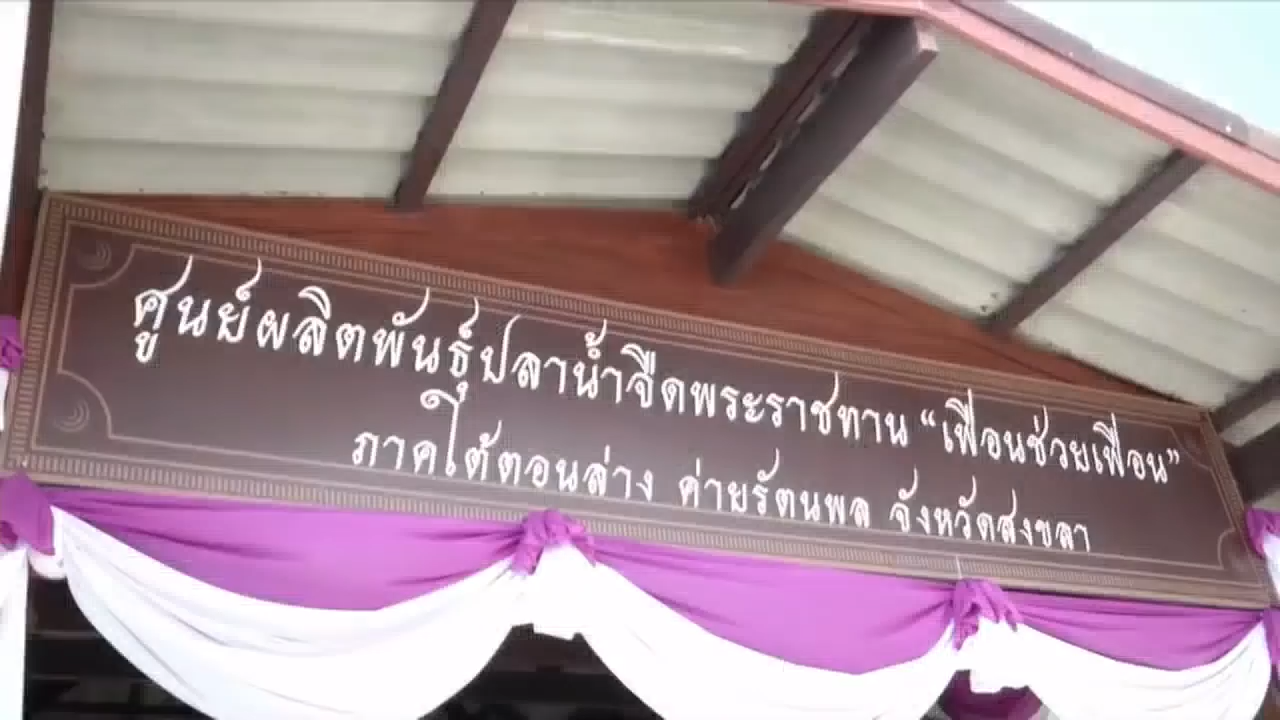 ศูนย์ผลิตพันธุ์ปลาน้ำจืดพระราชทาน “เพื่อนช่วยเพื่อน”
ภาคใต้ตอนล่าง ค่ายรัตนพล จังหวัดสงขลา